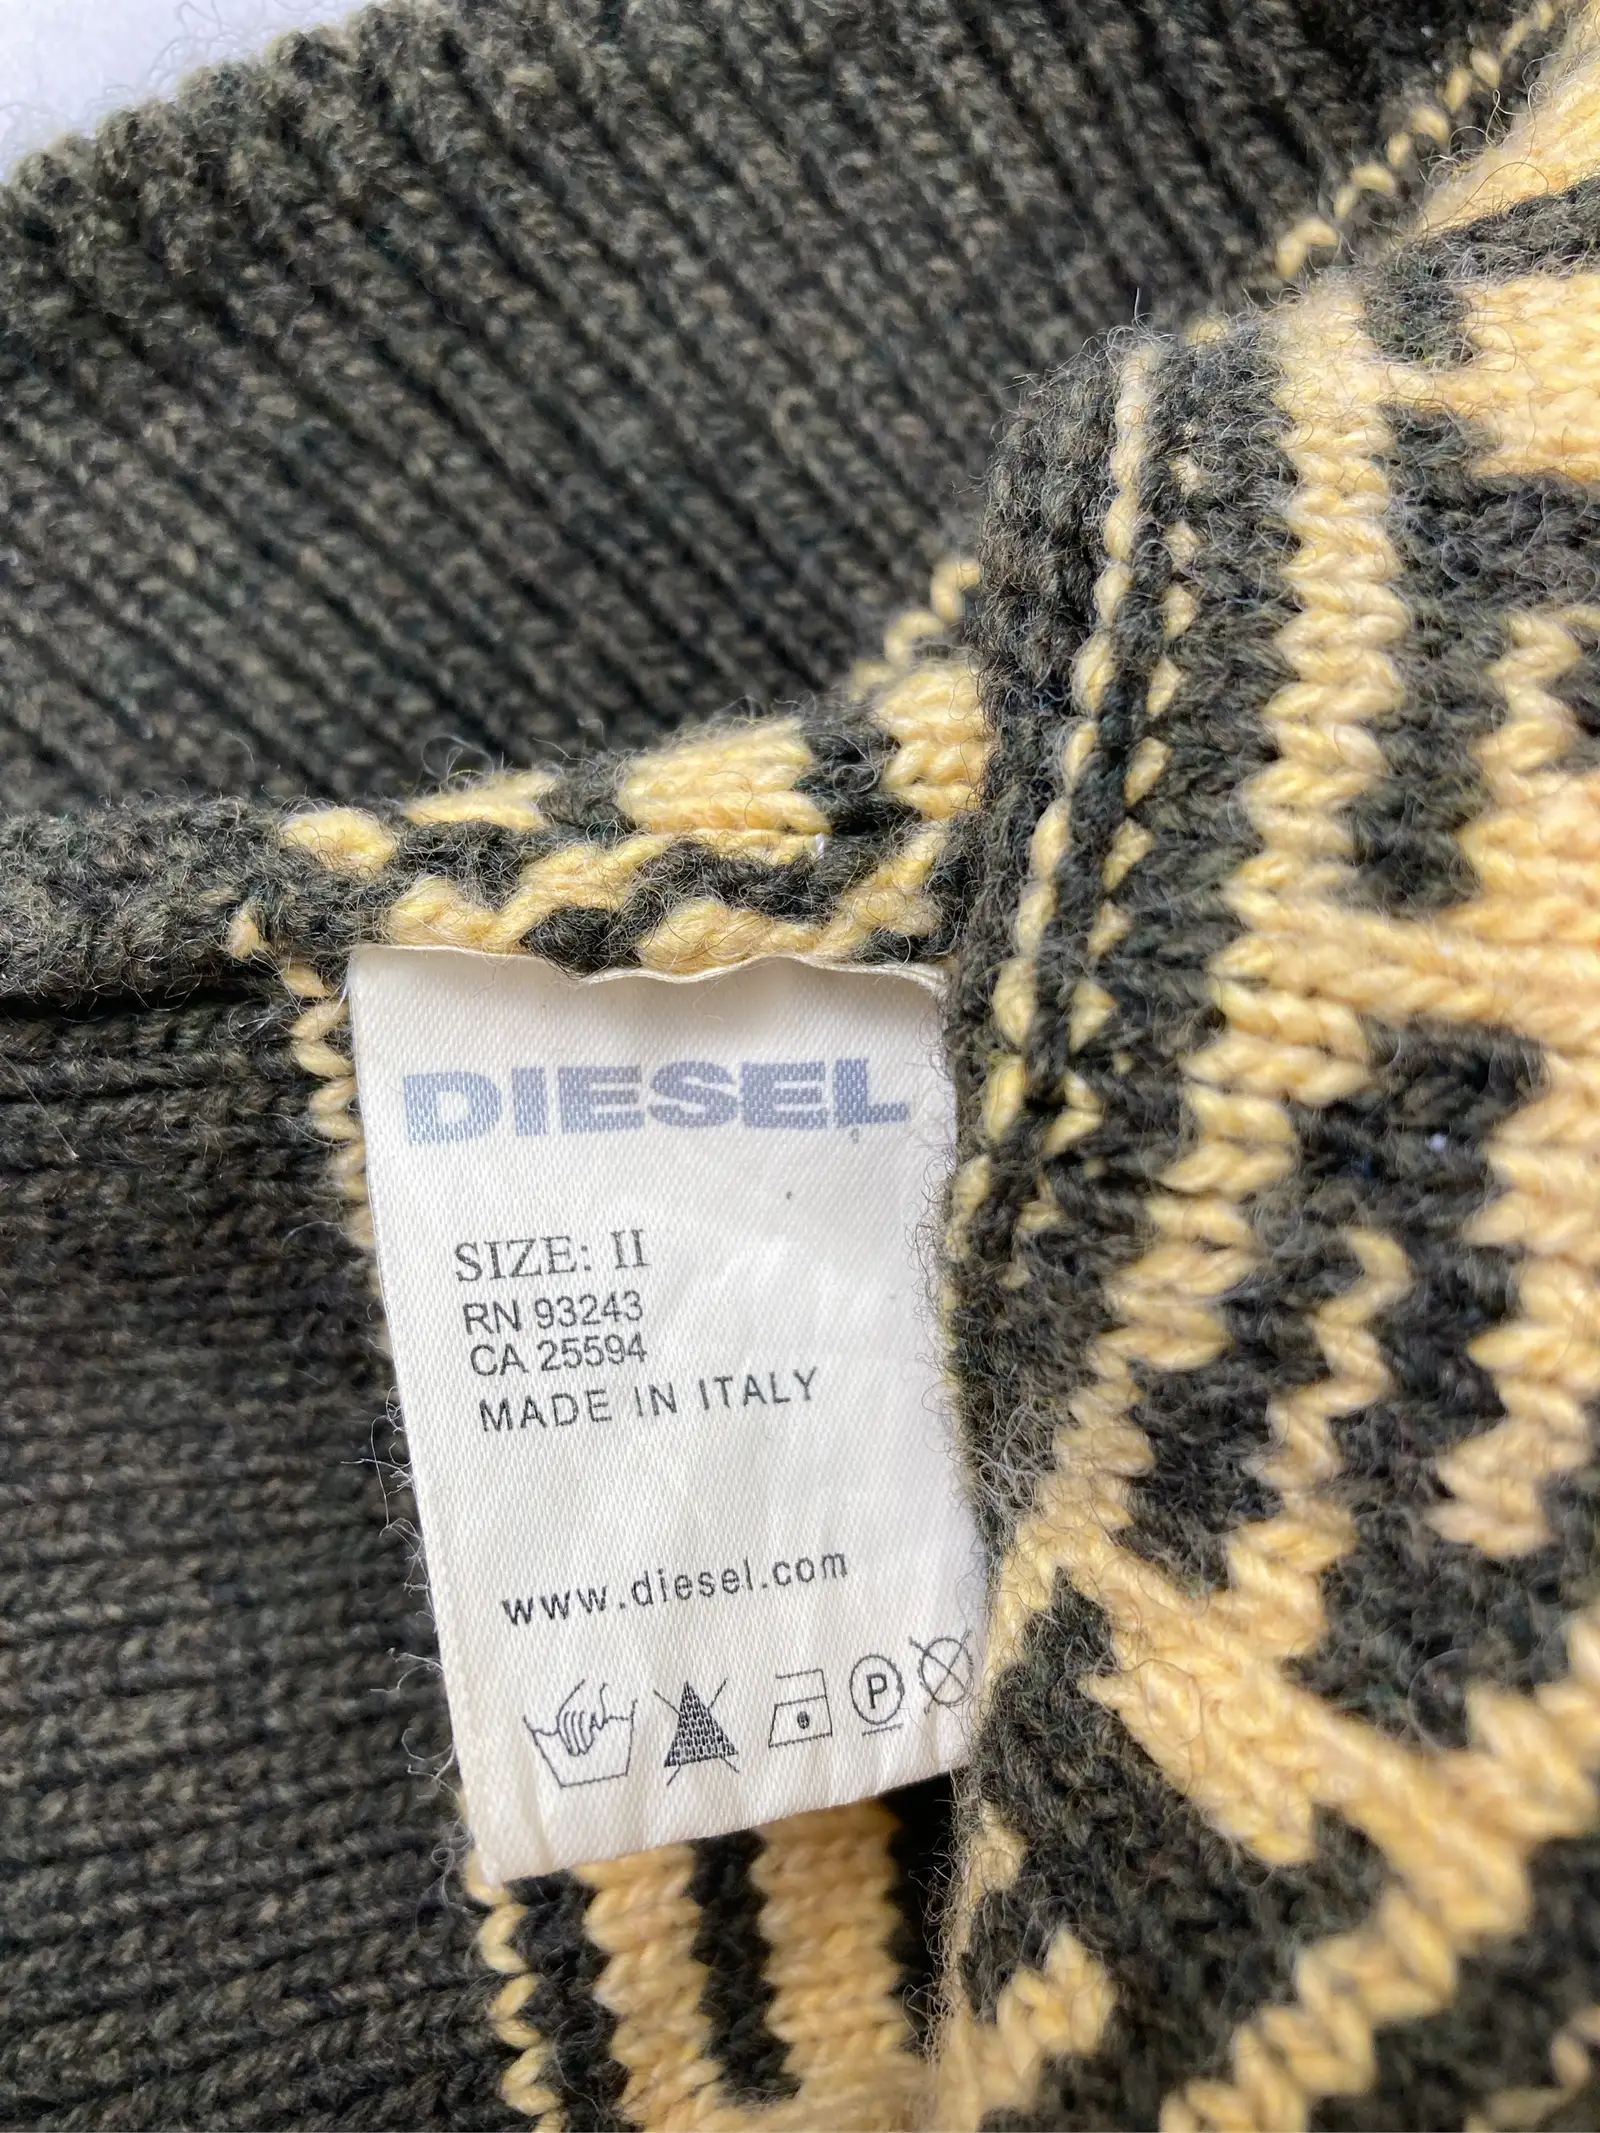 DIESEL
SIZE: II
RN 93243
CA 25594
MADE IN ITALY
www.diesel.com
P